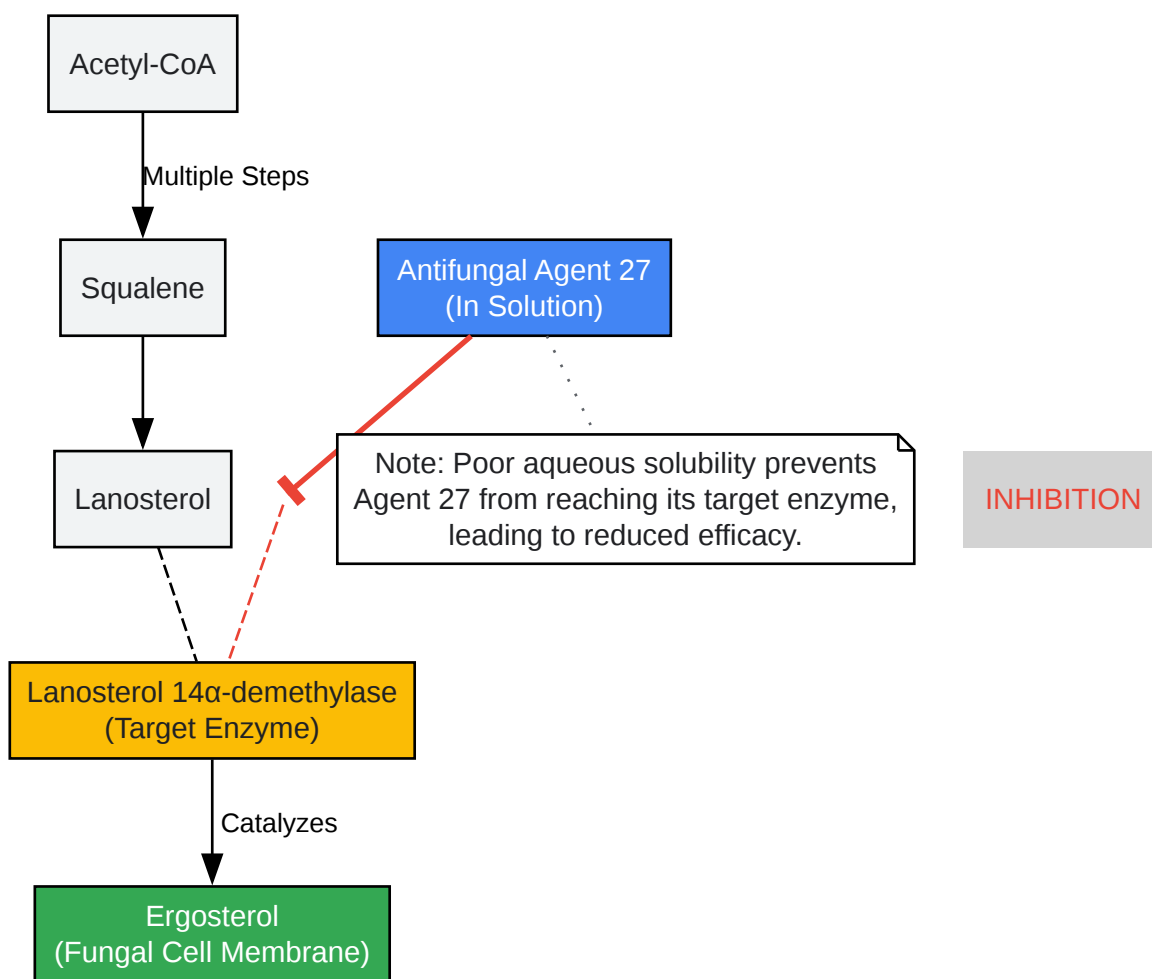 Acetyl-CoA
Multiple Steps
Squalene
Antifungal Agent 27
(In Solution)
Lanosterol
Note: Poor aqueous solubility prevents
Agent 27 from reaching its target enzyme,
leading to reduced efficacy.
INHIBITION
Lanosterol 14α-demethylase
(Target Enzyme)
Catalyzes
Ergosterol
(Fungal Cell Membrane)